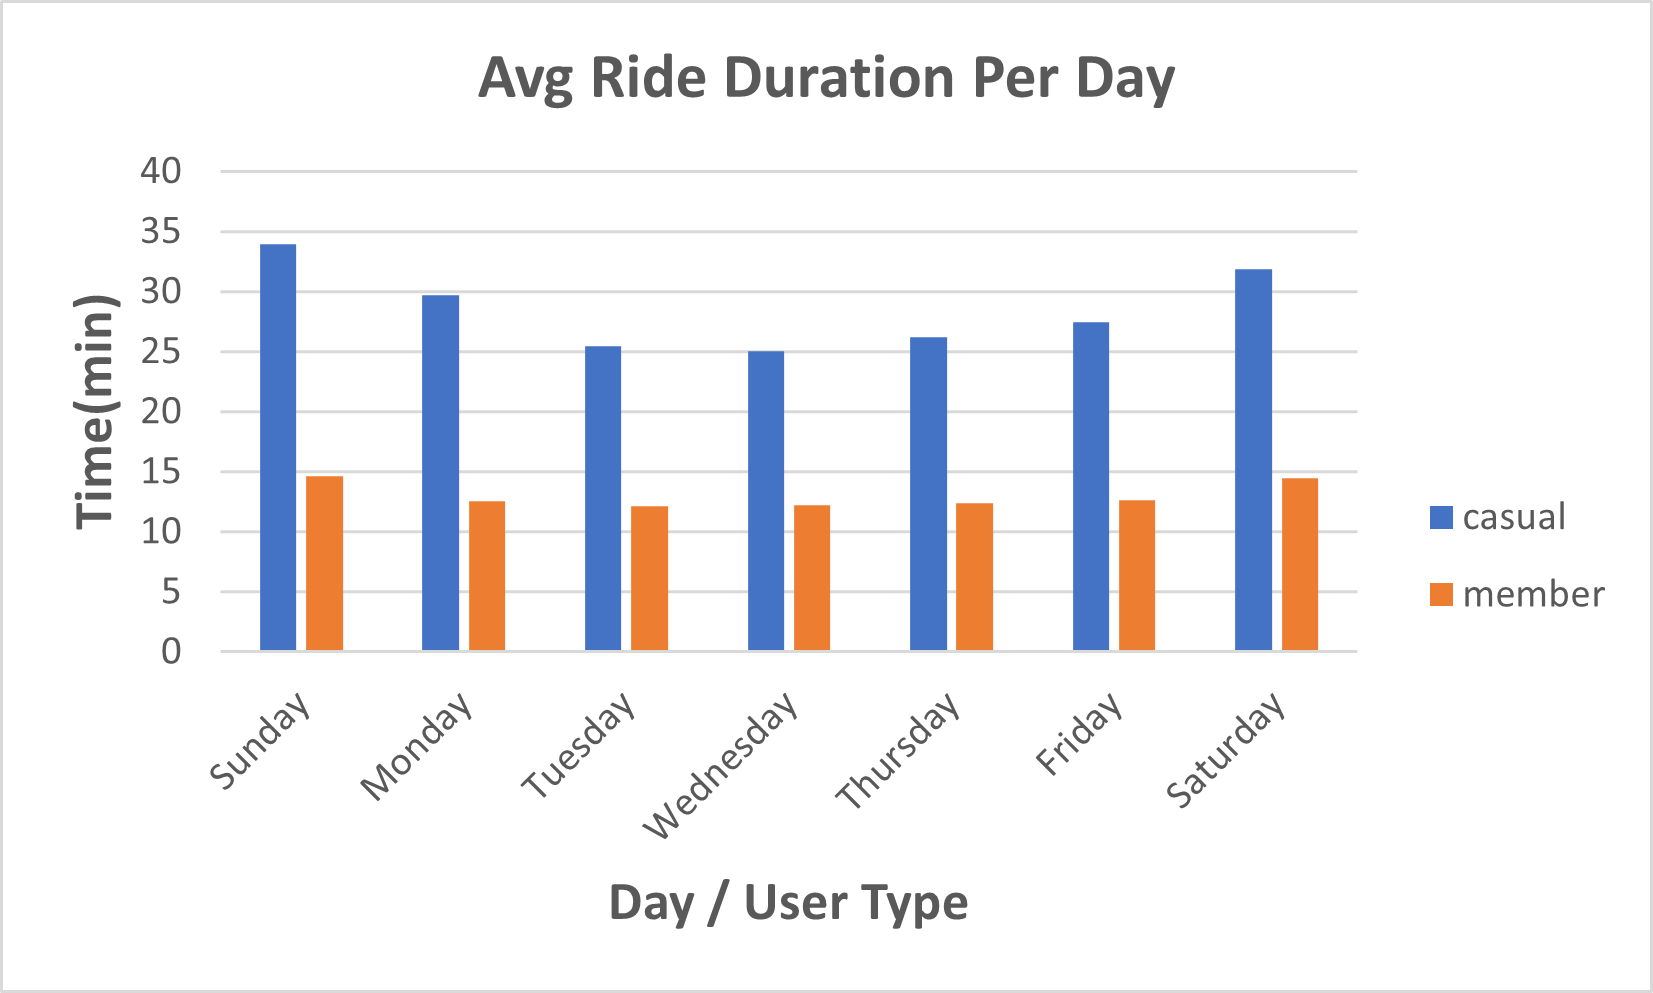 Avg Ride Duration Per Day
40
35
30
25
20
15
10
5
0
Time(min)
Sunday
Monday
Tuesday
Wednesday
Thursday
Friday
Saturday
Day / User Type
casual
member